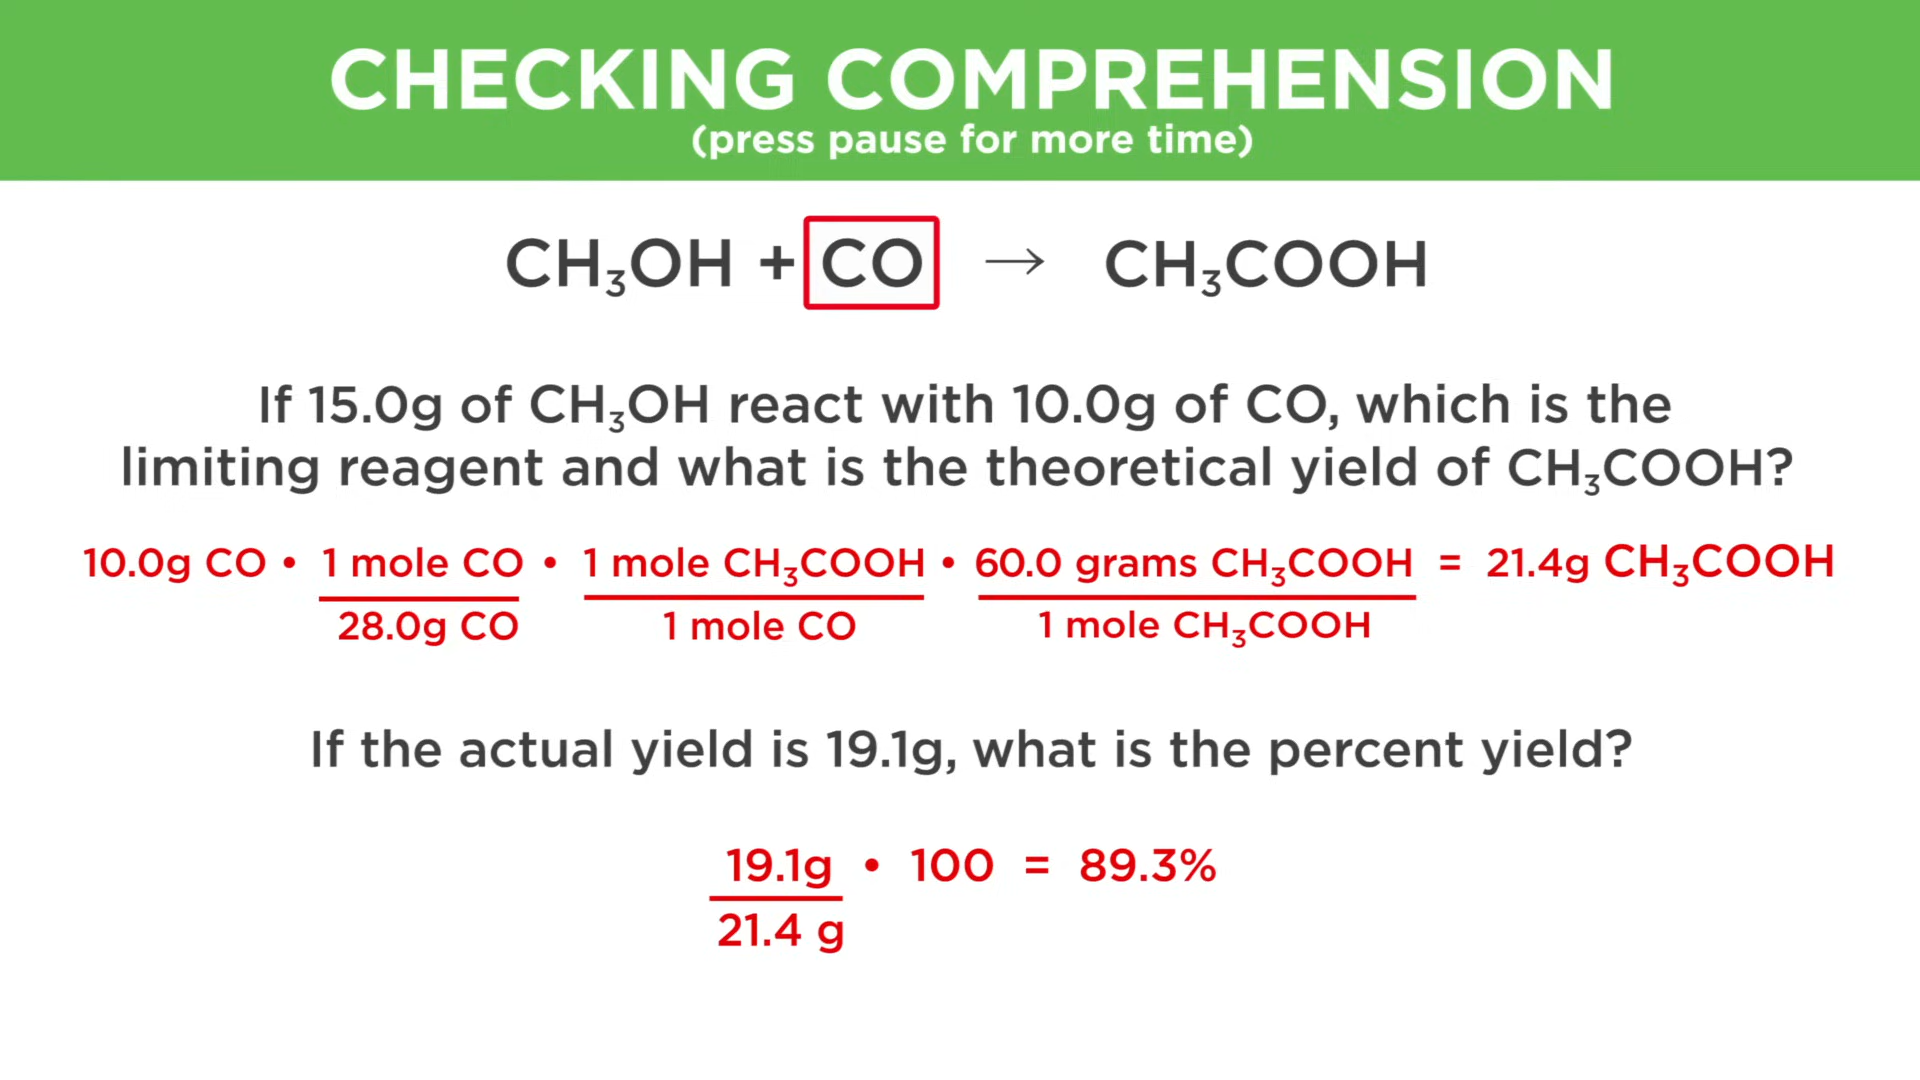 CHECKING COMPREHENSION
(press pause for more time)
CH₃OH + CO → CH₃COOH
If 15.0g of CH₃OH react with 10.0g of CO, which is the
limiting reagent and what is the theoretical yield of CH₃COOH?
10.0g CO • 1 mole CO • 1 mole CH₃COOH • 60.0 grams CH₃COOH = 21.4g CH₃COOH
28.0g CO 1 mole CO 1 mole CH₃COOH
If the actual yield is 19.1g, what is the percent yield?
19.1g • 100 = 89.3%
21.4 g